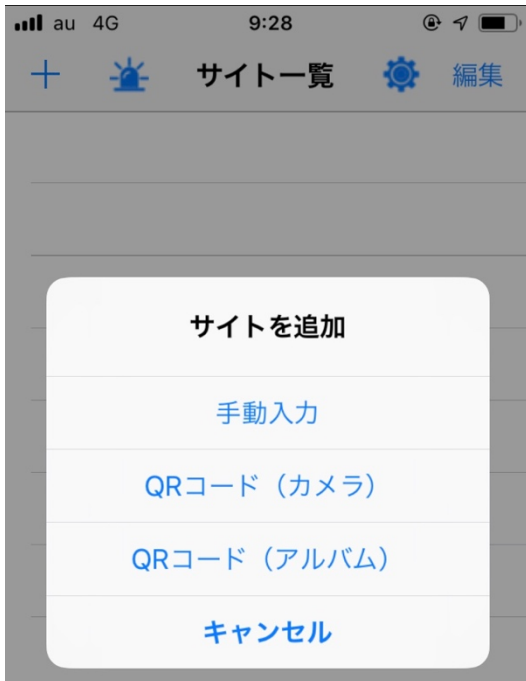 au 4G 9:28
サイト一覧 編集
サイトを追加
手動入力
QRコード（カメラ）
QRコード（アルバム）
キャンセル